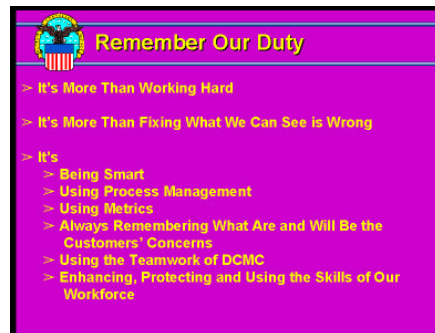 Remember Our Duty
➢ It's More Than Working Hard
➢ It's More Than Fixing What We Can See is Wrong
➢ It's
➢ Being Smart
➢ Using Process Management
➢ Using Metrics
➢ Always Remembering What Are and Will Be the
Customers' Concerns
➢ Using the Teamwork of DCMC
➢ Enhancing, Protecting and Using the Skills of Our
Workforce